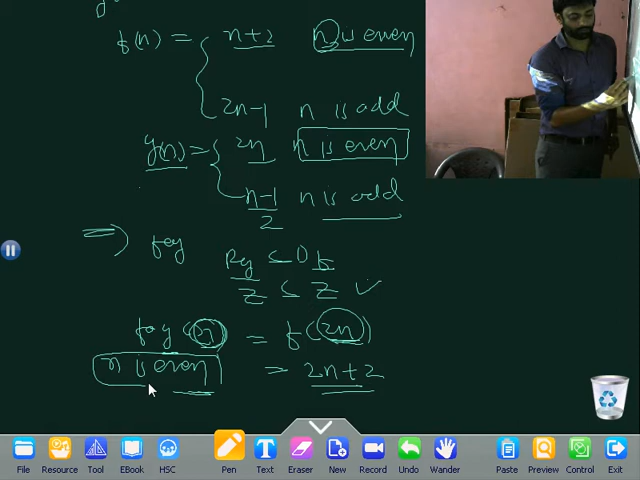 f(n) = { n+2 n is even
2n-1 n is odd
g(n) = { 2n n is even
n-1/2 n is odd
⇒ fog
Rg ⊆ Df
Z ⊆ Z ✓
fog(n) = f(2n)
n is even = 2n+2
File Resource Tool EBook HSC Pen Text Eraser New Record Undo Wander Paste Preview Control Exit